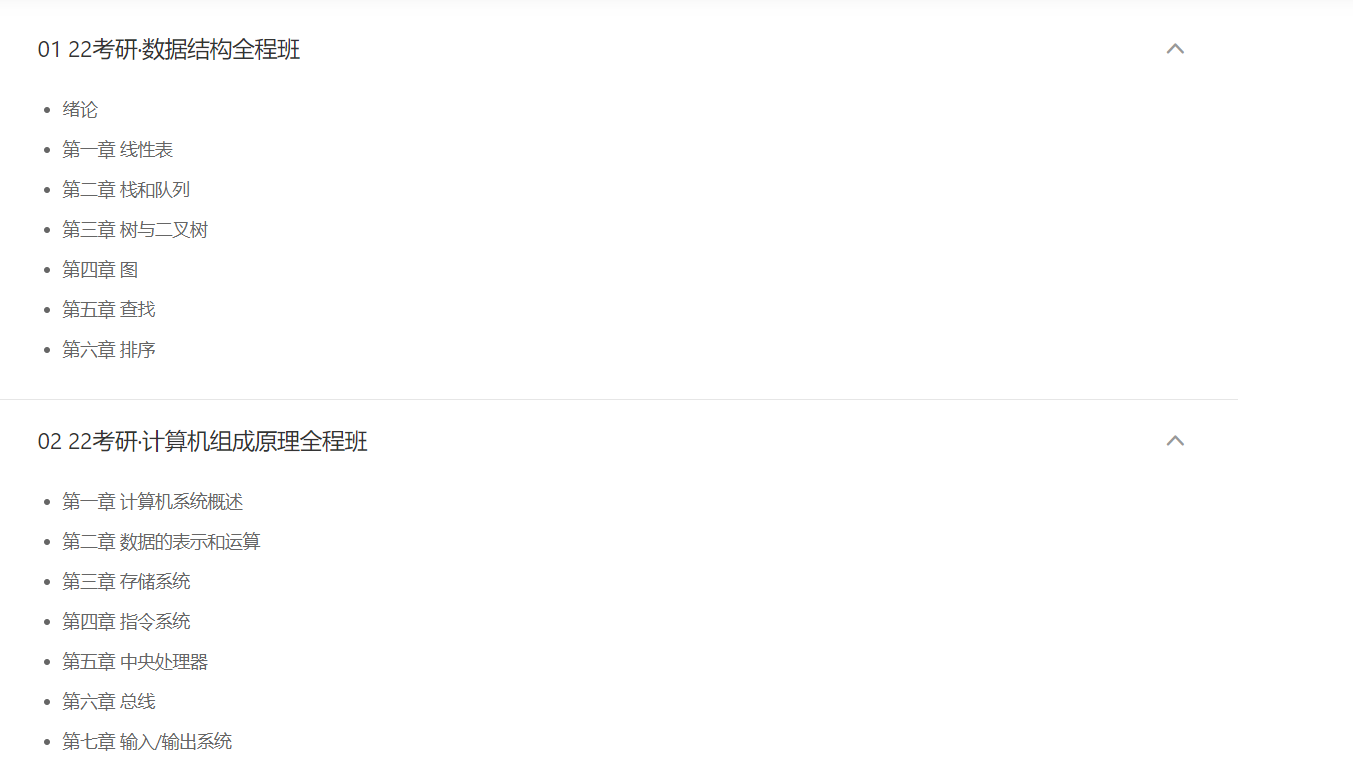 01 22考研·数据结构全程班
绪论
第一章 线性表
第二章 栈和队列
第三章 树与二叉树
第四章 图
第五章 查找
第六章 排序
02 22考研·计算机组成原理全程班
第一章 计算机系统概述
第二章 数据的表示和运算
第三章 存储系统
第四章 指令系统
第五章 中央处理器
第六章 总线
第七章 输入/输出系统